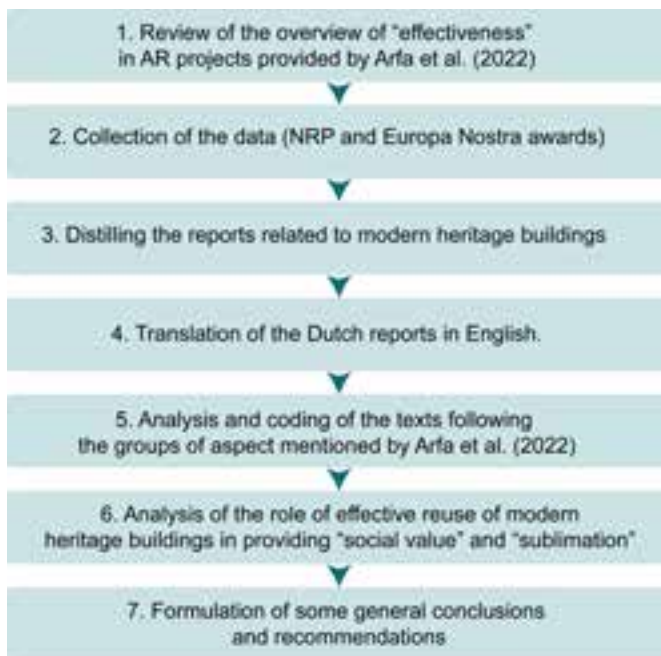 1. Review of the overview of “effectiveness”
in AR projects provided by Arfa et al. (2022)
2. Collection of the data (NRP and Europa Nostra awards)
3. Distilling the reports related to modern heritage buildings
4. Translation of the Dutch reports in English.
5. Analysis and coding of the texts following
the groups of aspect mentioned by Arfa et al. (2022)
6. Analysis of the role of effective reuse of modern
heritage buildings in providing “social value” and “sublimation”
7. Formulation of some general conclusions
and recommendations